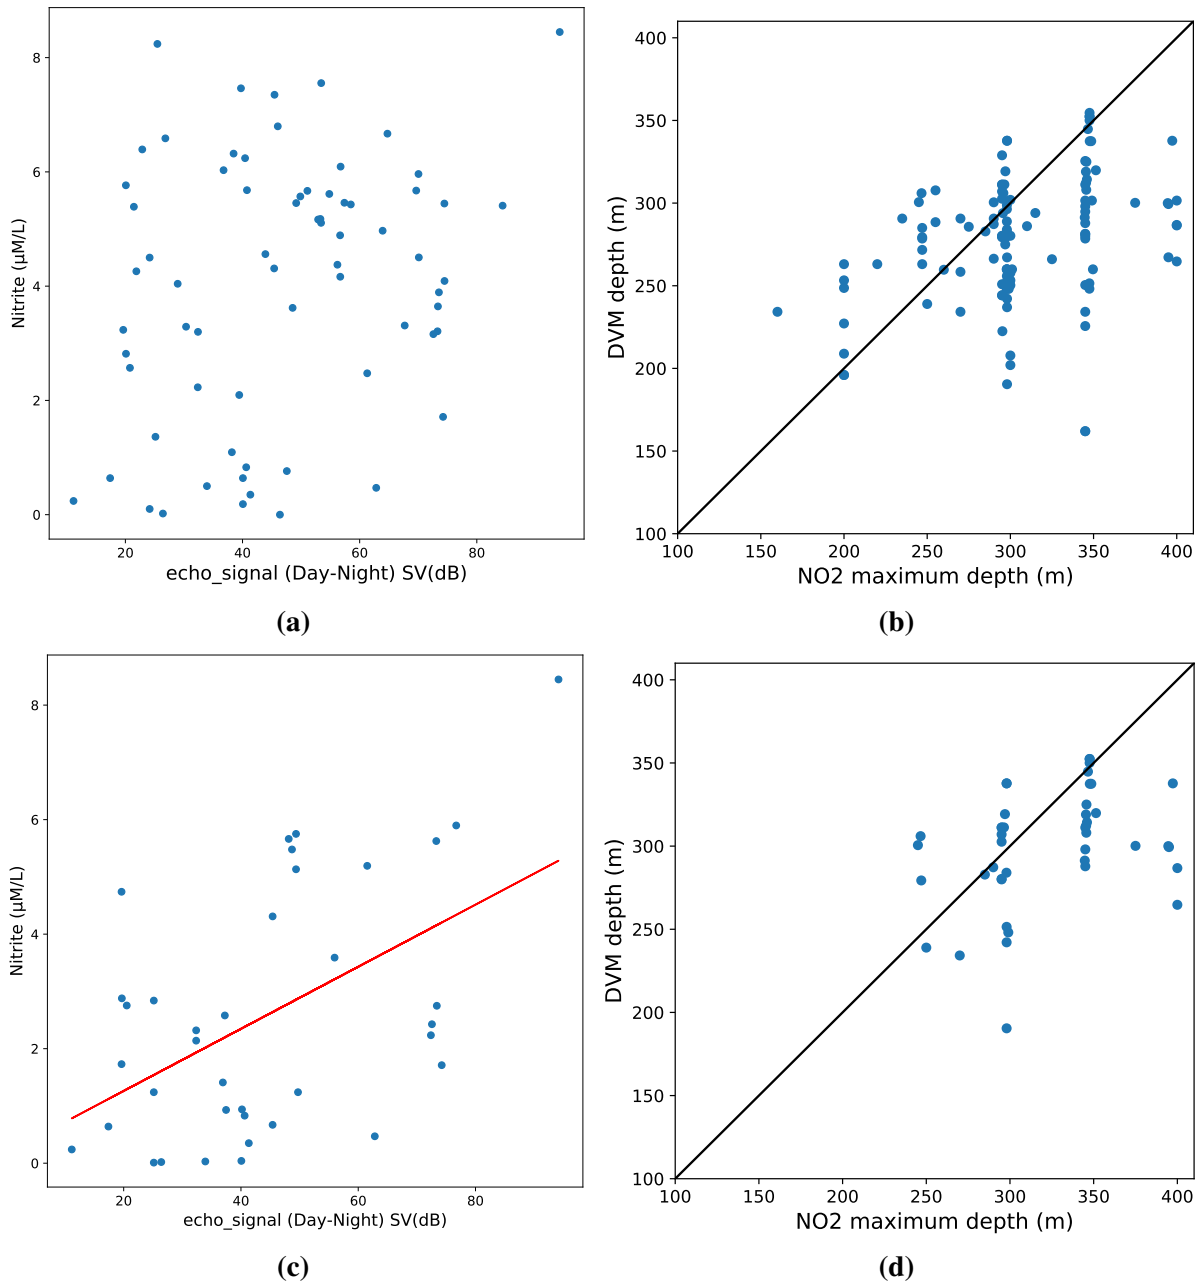 8
6
4
2
0
Nitrite (μM/L)
20 40 60 80
echo_signal (Day-Night) SV(dB)
(a)
400
350
300
250
200
150
100
DVM depth (m)
100 150 200 250 300 350 400
NO2 maximum depth (m)
(b)
8
6
4
2
0
Nitrite (μM/L)
20 40 60 80
echo_signal (Day-Night) SV(dB)
(c)
400
350
300
250
200
150
100
DVM depth (m)
100 150 200 250 300 350 400
NO2 maximum depth (m)
(d)